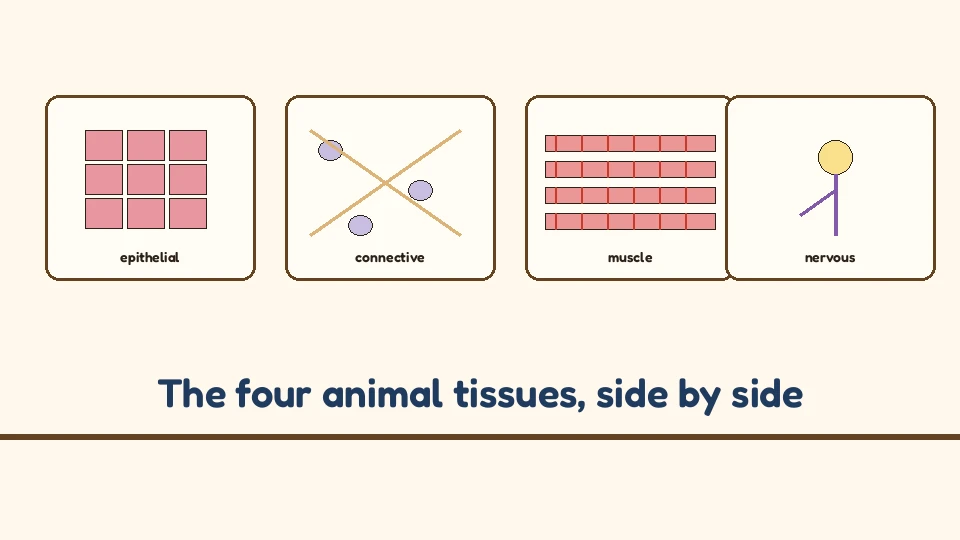 epithelial
connective
muscle
nervous
The four animal tissues, side by side